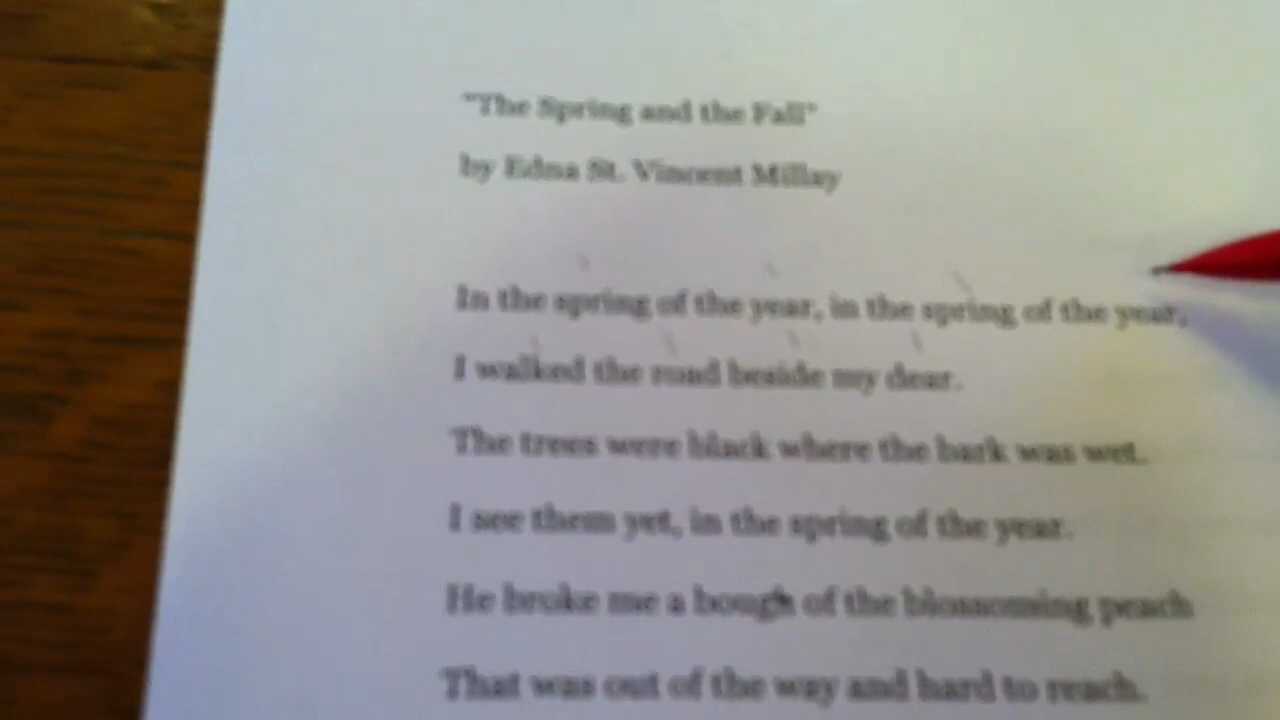 "The Spring and the Fall"
by Edna St. Vincent Millay
In the spring of the year, in the spring of the year,
I walked the road beside my dear.
The trees were black where the bark was wet.
I see them yet, in the spring of the year.
He broke me a bough of the blossoming peach
That was out of the way and hard to reach.